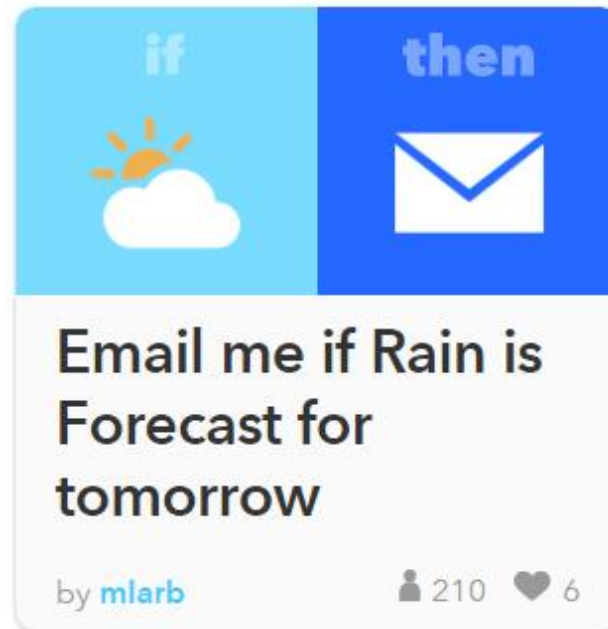 if then
Email me if Rain is
Forecast for
tomorrow
by mlarb 210 6